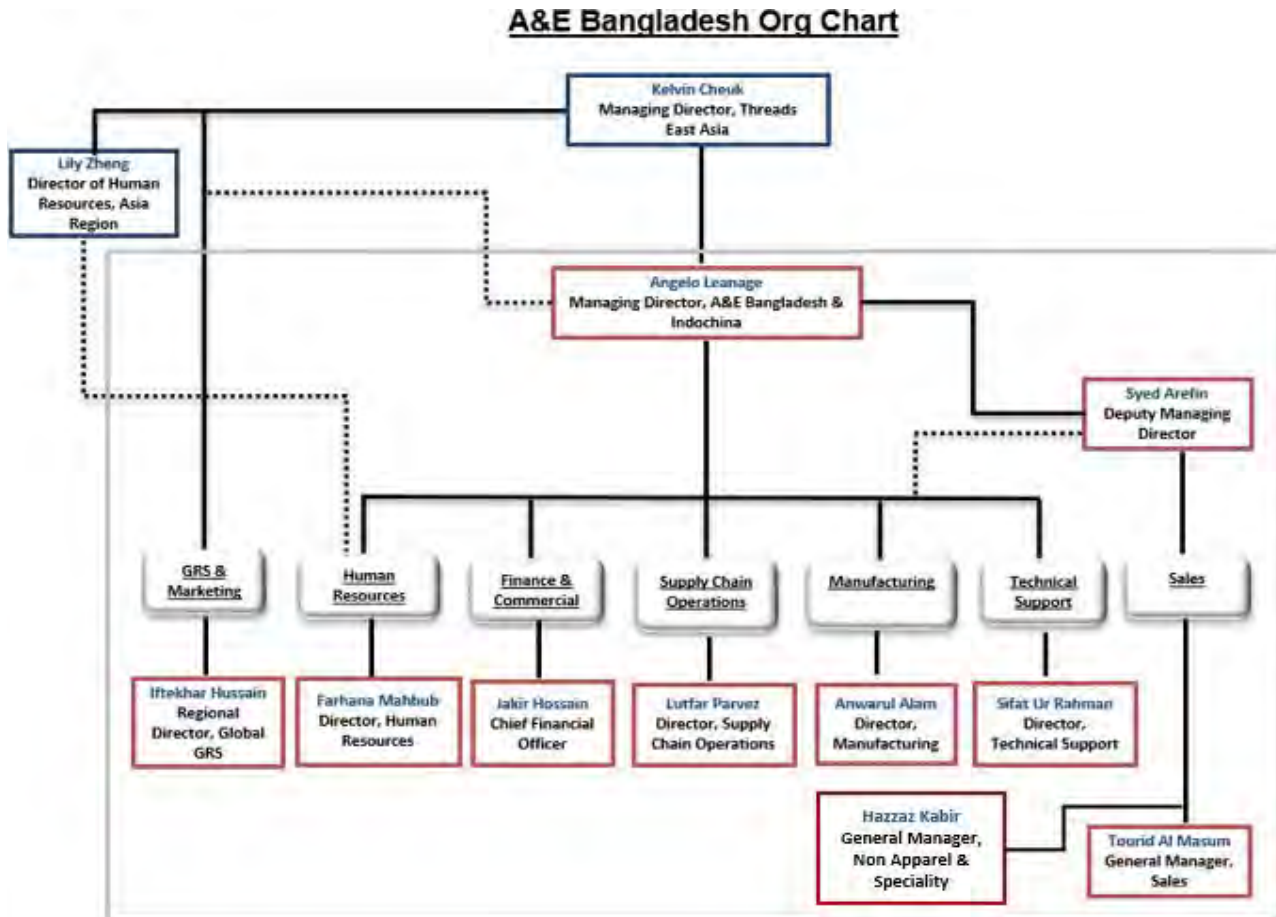 A&E Bangladesh Org Chart
Kelvin Cheuk
Managing Director, Threads
East Asia
Lily Zheng
Director of Human
Resources, Asia
Region
Angelo Leanage
Managing Director, A&E Bangladesh &
Indochina
Syed Arefin
Deputy Managing
Director
GRS &
Marketing
Human
Resources
Finance &
Commercial
Supply Chain
Operations
Manufacturing
Technical
Support
Sales
Iftekhar Hussain
Regional
Director, Global
GRS
Farhana Mahbub
Director, Human
Resources
Jakir Hossain
Chief Financial
Officer
Lutfar Parvez
Director, Supply
Chain Operations
Anwarul Alam
Director,
Manufacturing
Sifat Ur Rahman
Director,
Technical Support
Hazzaz Kabir
General Manager,
Non Apparel &
Speciality
Tourid Al Masum
General Manager,
Sales